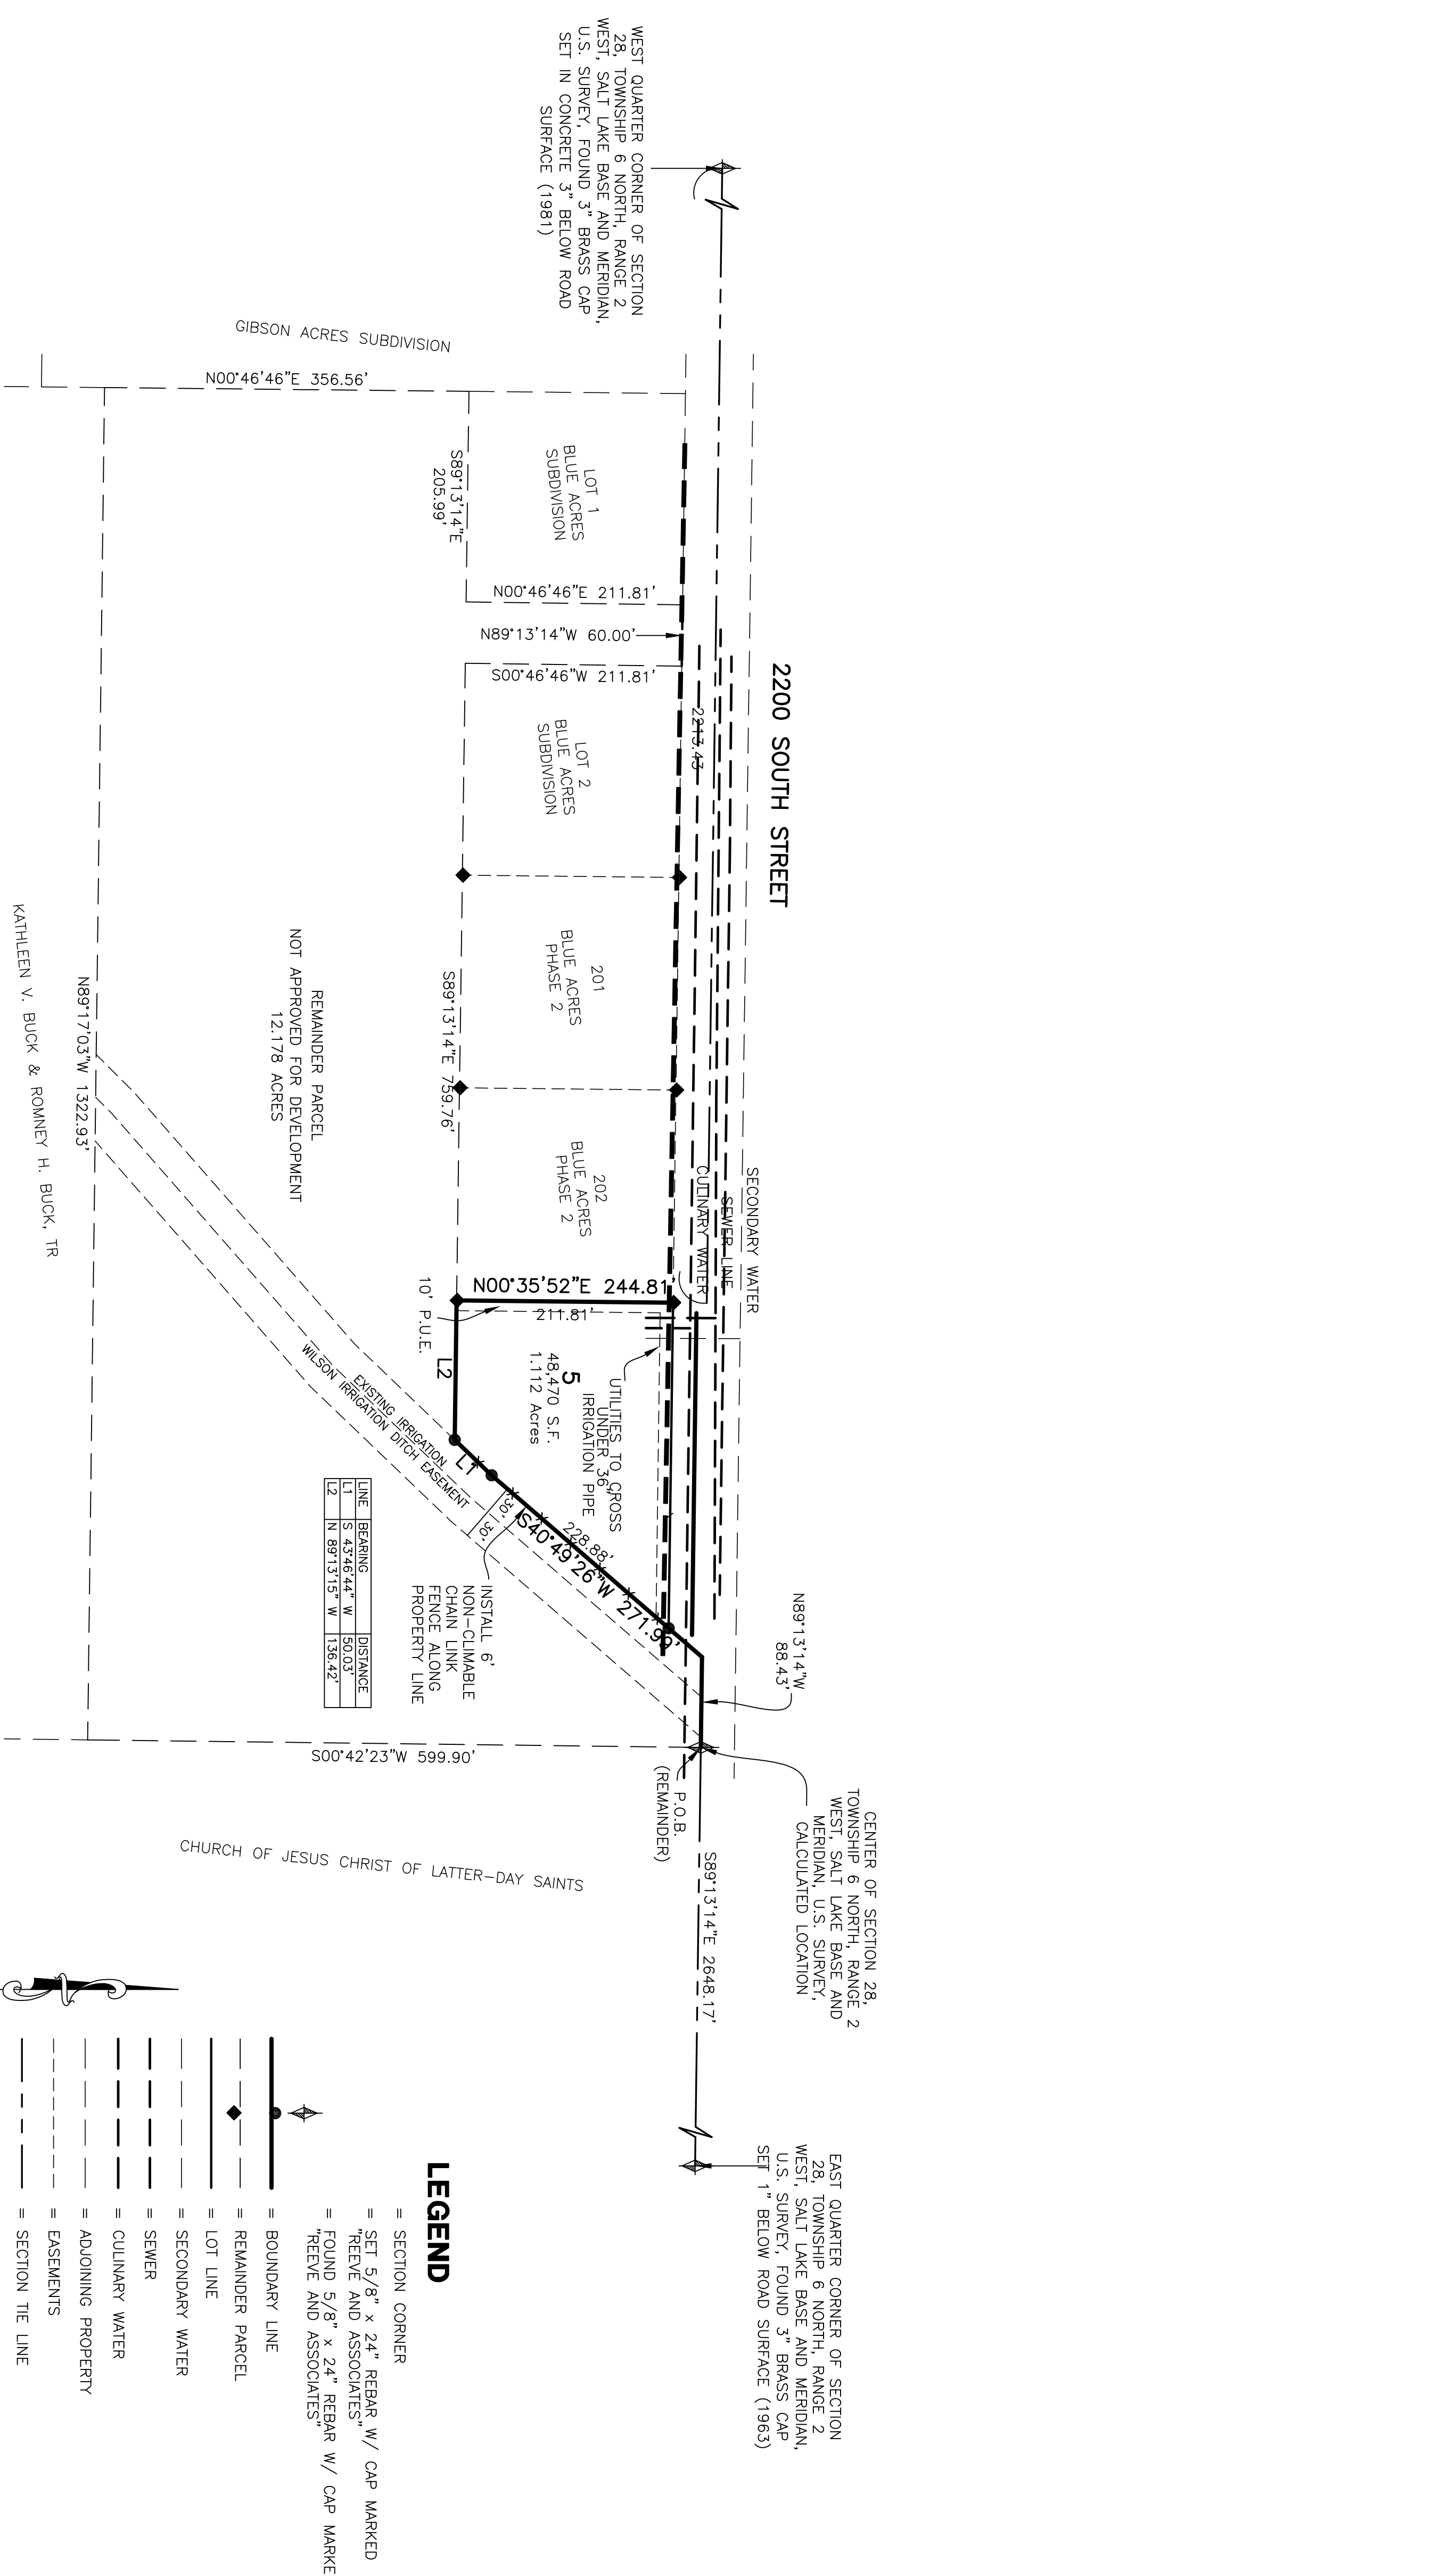 WEST QUARTER CORNER OF SECTION
28, TOWNSHIP 6 NORTH, RANGE 2
WEST, SALT LAKE BASE AND MERIDIAN,
U.S. SURVEY, FOUND 3" BRASS CAP
SET IN CONCRETE 3" BELOW ROAD
SURFACE (1981)
2200 SOUTH STREET
2213.43
SECONDARY WATER
SEWER LINE
CULINARY WATER
N89°13'14"W
88.43'
CENTER OF SECTION 28,
TOWNSHIP 6 NORTH, RANGE 2
WEST, SALT LAKE BASE AND
MERIDIAN, U.S. SURVEY,
CALCULATED LOCATION
EAST QUARTER CORNER OF SECTION
28, TOWNSHIP 6 NORTH, RANGE 2
WEST, SALT LAKE BASE AND MERIDIAN,
U.S. SURVEY, FOUND 3" BRASS CAP
SET 1" BELOW ROAD SURFACE (1963)
S89°13'14"E 2648.17'
P.O.B.
(REMAINDER)
GIBSON ACRES SUBDIVISION
N00°46'46"E 356.56'
LOT 1
BLUE ACRES
SUBDIVISION
S89°13'14"E
205.99'
N00°46'46"E 211.81'
N89°13'14"W 60.00'
S00°46'46"W 211.81'
LOT 2
BLUE ACRES
SUBDIVISION
201
BLUE ACRES
PHASE 2
S89°13'14"E 759.76'
202
BLUE ACRES
PHASE 2
N00°35'52"E 244.81'
211.81'
10' P.U.E.
L2
5
48,470 S.F.
1.112 Acres
UTILITIES TO CROSS
UNDER 36"
IRRIGATION PIPE
L1
228.88'
S40°49'26"W 271.99'
30'
30'
EXISTING IRRIGATION
WILSON IRRIGATION DITCH EASEMENT
INSTALL 6'
NON-CLIMABLE
CHAIN LINK
FENCE ALONG
PROPERTY LINE
LINE BEARING DISTANCE
L1 S 43°46'44" W 50.03'
L2 N 89°13'15" W 136.42'
REMAINDER PARCEL
NOT APPROVED FOR DEVELOPMENT
12.178 ACRES
N89°17'03"W 1322.93'
KATHLEEN V. BUCK & ROMNEY H. BUCK, TR
S00°42'23"W 599.90'
CHURCH OF JESUS CHRIST OF LATTER-DAY SAINTS
LEGEND
= SECTION CORNER
= SET 5/8" x 24" REBAR W/ CAP MARKED
"REEVE AND ASSOCIATES"
= FOUND 5/8" x 24" REBAR W/ CAP MARKE
"REEVE AND ASSOCIATES"
= BOUNDARY LINE
= REMAINDER PARCEL
= LOT LINE
= SECONDARY WATER
= SEWER
= CULINARY WATER
= ADJOINING PROPERTY
= EASEMENTS
= SECTION TIE LINE